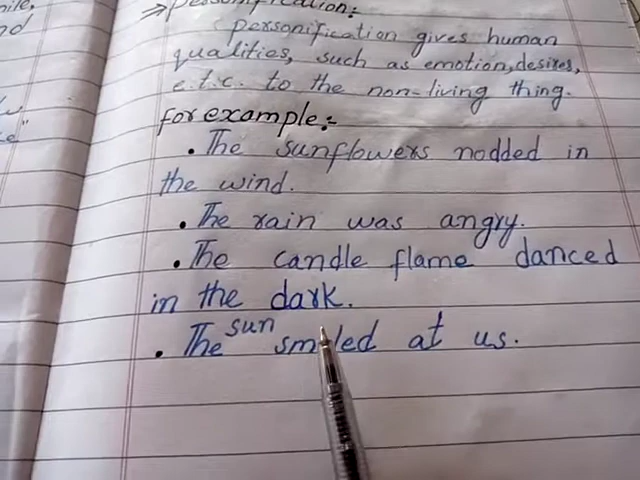 nile,
⇒ Personification:
personification gives human
qualities, such as emotion, desires,
e.t.c. to the non-living thing.
for example:
• The sunflowers nodded in
the wind.
• The rain was angry.
• The candle flame danced
in the dark.
• The sun smiled at us.